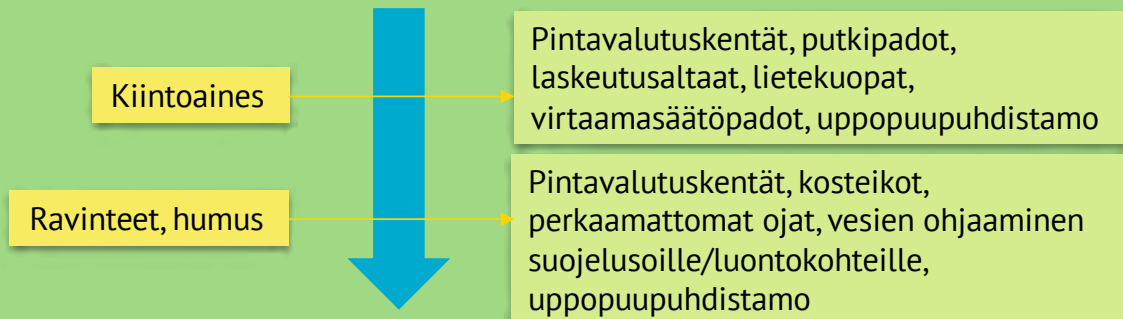 Kiintoaines
Pintavalutuskentät, putkipadot,
laskeutusaltaat, lietekuopat,
virtaamasäätöpadot, uppopuupuhdistamo
Ravinteet, humus
Pintavalutuskentät, kosteikot,
perkaamattomat ojat, vesien ohjaaminen
suojelusoille/luontokohteille,
uppopuupuhdistamo